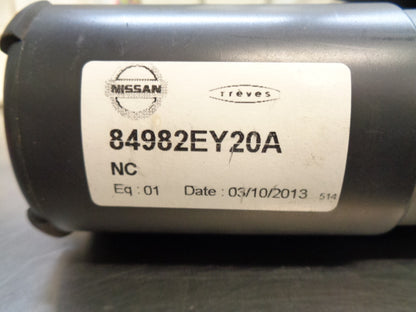 NISSAN
Treves
84982EY20A
NC
Eq : 01 Date : 03/10/2013 514